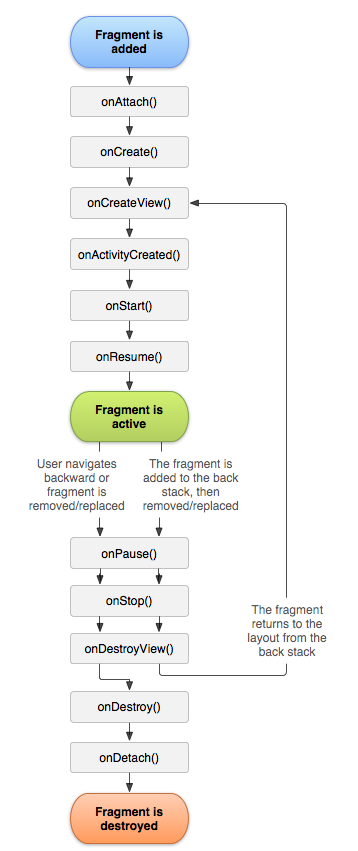 Fragment is
added
onAttach()
onCreate()
onCreateView()
onActivityCreated()
onStart()
onResume()
Fragment is
active
User navigates
backward or
fragment is
removed/replaced
The fragment is
added to the back
stack, then
removed/replaced
onPause()
onStop()
onDestroyView()
The fragment
returns to the
layout from the
back stack
onDestroy()
onDetach()
Fragment is
destroyed